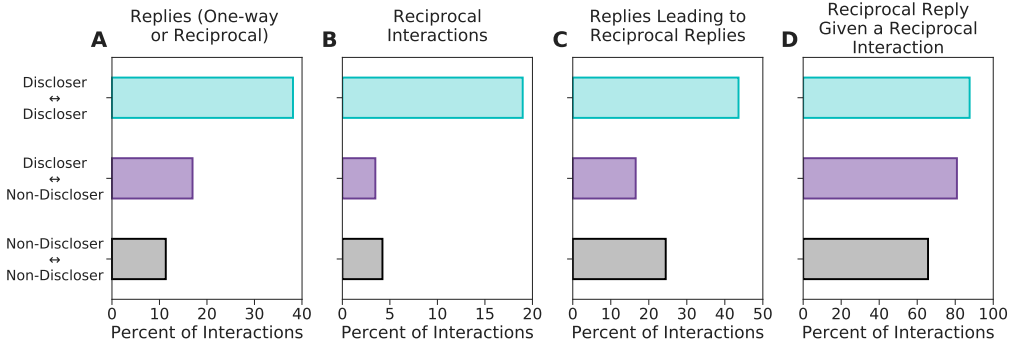 A
Replies (One-way
or Reciprocal)
B
Reciprocal
Interactions
C
Replies Leading to
Reciprocal Replies
D
Reciprocal Reply
Given a Reciprocal
Interaction
Discloser
↔
Discloser
Discloser
↔
Non-Discloser
Non-Discloser
↔
Non-Discloser
0 10 20 30 40
Percent of Interactions
0 5 10 15 20
Percent of Interactions
0 10 20 30 40 50
Percent of Interactions
0 20 40 60 80 100
Percent of Interactions